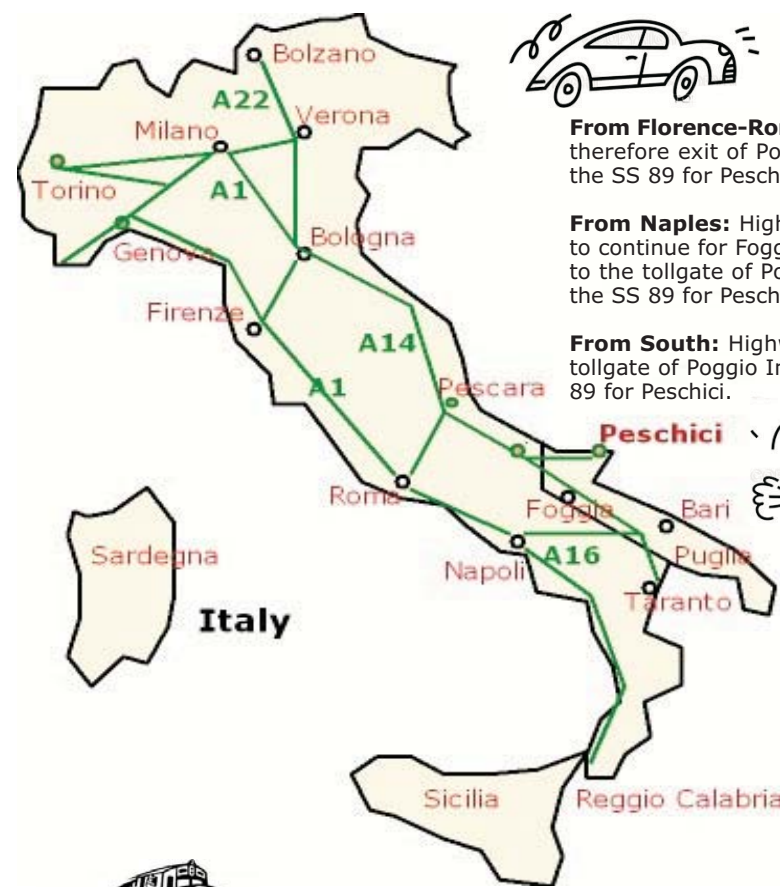 Bolzano
A22
Verona
Milano
Torino
A1
Genova
Bologna
Firenze
A14
A1
Pescara
Peschici
Roma
Foggia
Bari
Napoli
A16
Puglia
Taranto
Sardegna
Italy
Sicilia
Reggio Calabria
From Florence-Ro
therefore exit of Po
the SS 89 for Pesch
From Naples: High
to continue for Fogg
to the tollgate of Po
the SS 89 for Pesch
From South: Highw
tollgate of Poggio I
89 for Peschici.